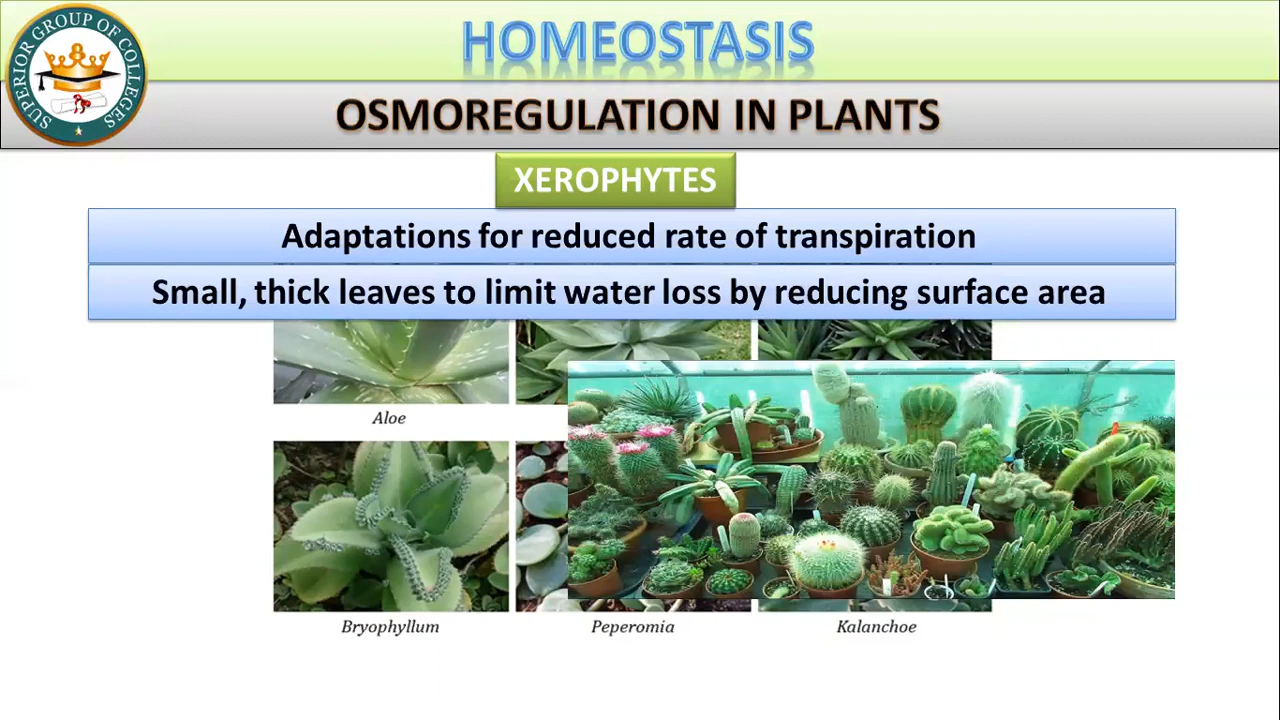 SUPERIOR GROUP OF COLLEGES
HOMEOSTASIS
OSMOREGULATION IN PLANTS
XEROPHYTES
Adaptations for reduced rate of transpiration
Small, thick leaves to limit water loss by reducing surface area
Aloe
Bryophyllum
Peperomia
Kalanchoe